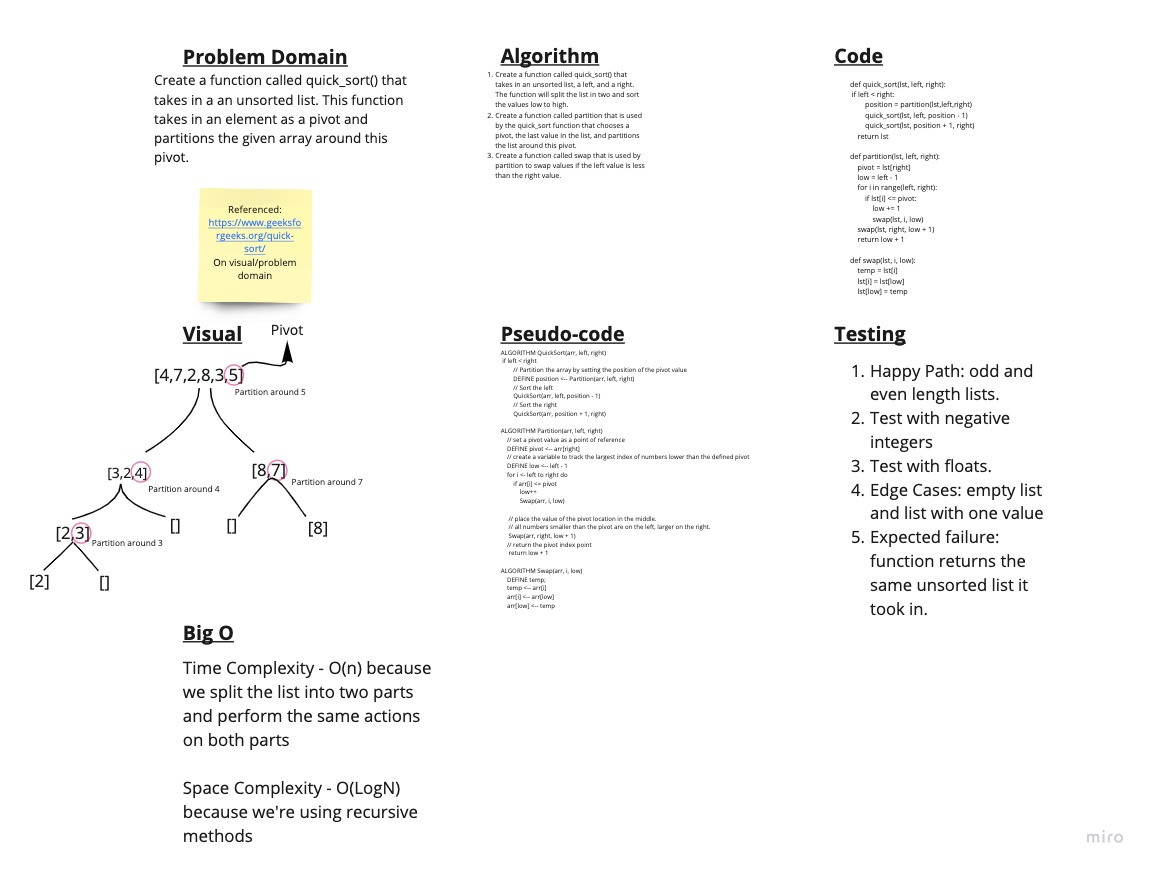 Problem Domain
Create a function called quick_sort() that
takes in a an unsorted list. This function
takes in an element as a pivot and
partitions the given array around this
pivot.
Referenced:
https://www.geeksfo
rgeeks.org/quick-
sort/
On visual/problem
domain
Algorithm
1. Create a function called quick_sort() that
takes in an unsorted list, a left, and a right.
The function will split the list in two and sort
the values low to high.
2. Create a function called partition that is used
by the quick_sort function that chooses a
pivot, the last value in the list, and partitions
the list around this pivot.
3. Create a function called swap that is used by
partition to swap values if the left value is less
than the right value.
Code
def quick_sort(lst, left, right):
if left < right:
position = partition(lst,left,right)
quick_sort(lst, left, position - 1)
quick_sort(lst, position + 1, right)
return lst
def partition(lst, left, right):
pivot = lst[right]
low = left - 1
for i in range(left, right):
if lst[i] <= pivot:
low += 1
swap(lst, i, low)
swap(lst, right, low + 1)
return low + 1
def swap(lst, i, low):
temp = lst[i]
lst[i] = lst[low]
lst[low] = temp
Visual
Pivot
[4,7,2,8,3,5]
Partition around 5
[3,2,4]
Partition around 4
[8,7]
Partition around 7
[2,3]
Partition around 3
[]
[]
[8]
[2]
[]
Pseudo-code
ALGORITHM QuickSort(arr, left, right)
if left < right
// Partition the array by setting the position of the pivot value
DEFINE position <-- Partition(arr, left, right)
// Sort the left
QuickSort(arr, left, position - 1)
// Sort the right
QuickSort(arr, position + 1, right)
ALGORITHM Partition(arr, left, right)
// set a pivot value as a point of reference
DEFINE pivot <-- arr[right]
// create a variable to track the largest index of numbers lower than the defined pivot
DEFINE low <-- left - 1
for i <- left to right do
if arr[i] <= pivot
low++
Swap(arr, i, low)
// place the value of the pivot location in the middle.
// all numbers smaller than the pivot are on the left, larger on the right.
Swap(arr, right, low + 1)
// return the pivot index point
return low + 1
ALGORITHM Swap(arr, i, low)
DEFINE temp;
temp <-- arr[i]
arr[i] <-- arr[low]
arr[low] <-- temp
Testing
1. Happy Path: odd and
even length lists.
2. Test with negative
integers
3. Test with floats.
4. Edge Cases: empty list
and list with one value
5. Expected failure:
function returns the
same unsorted list it
took in.
Big O
Time Complexity - O(n) because
we split the list into two parts
and perform the same actions
on both parts
Space Complexity - O(LogN)
because we're using recursive
methods
miro